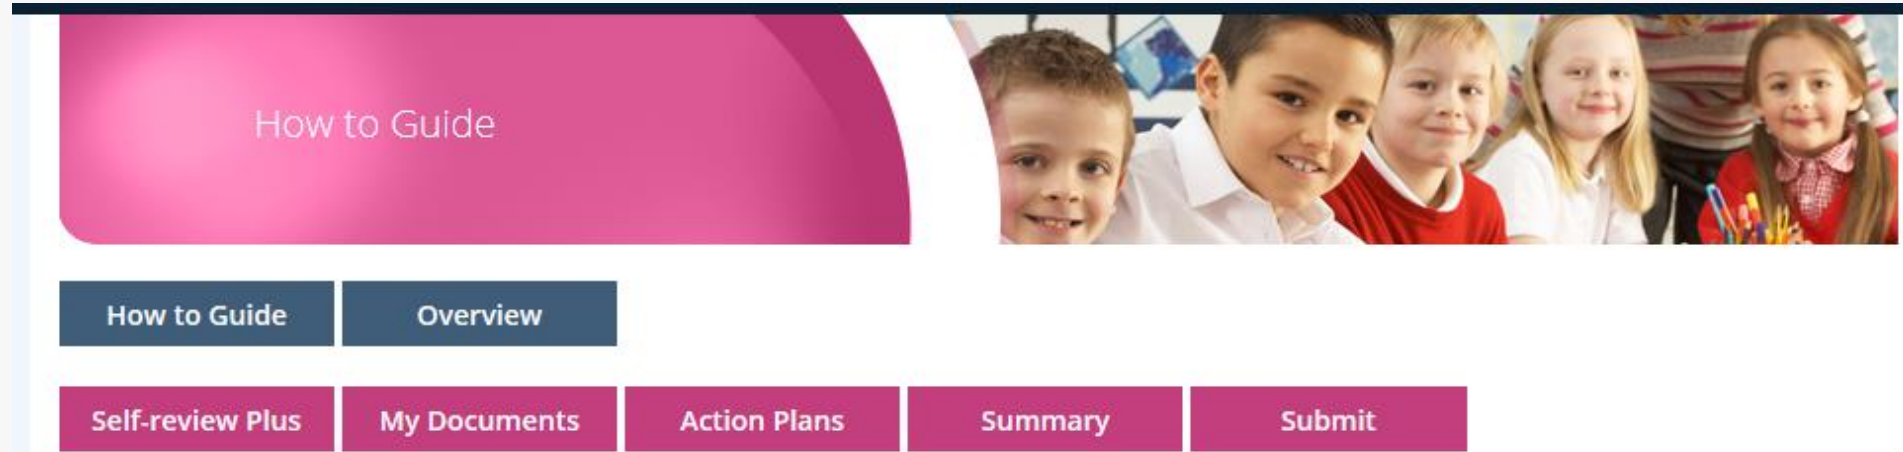 How to Guide
How to Guide Overview
Self-review Plus My Documents Action Plans Summary Submit